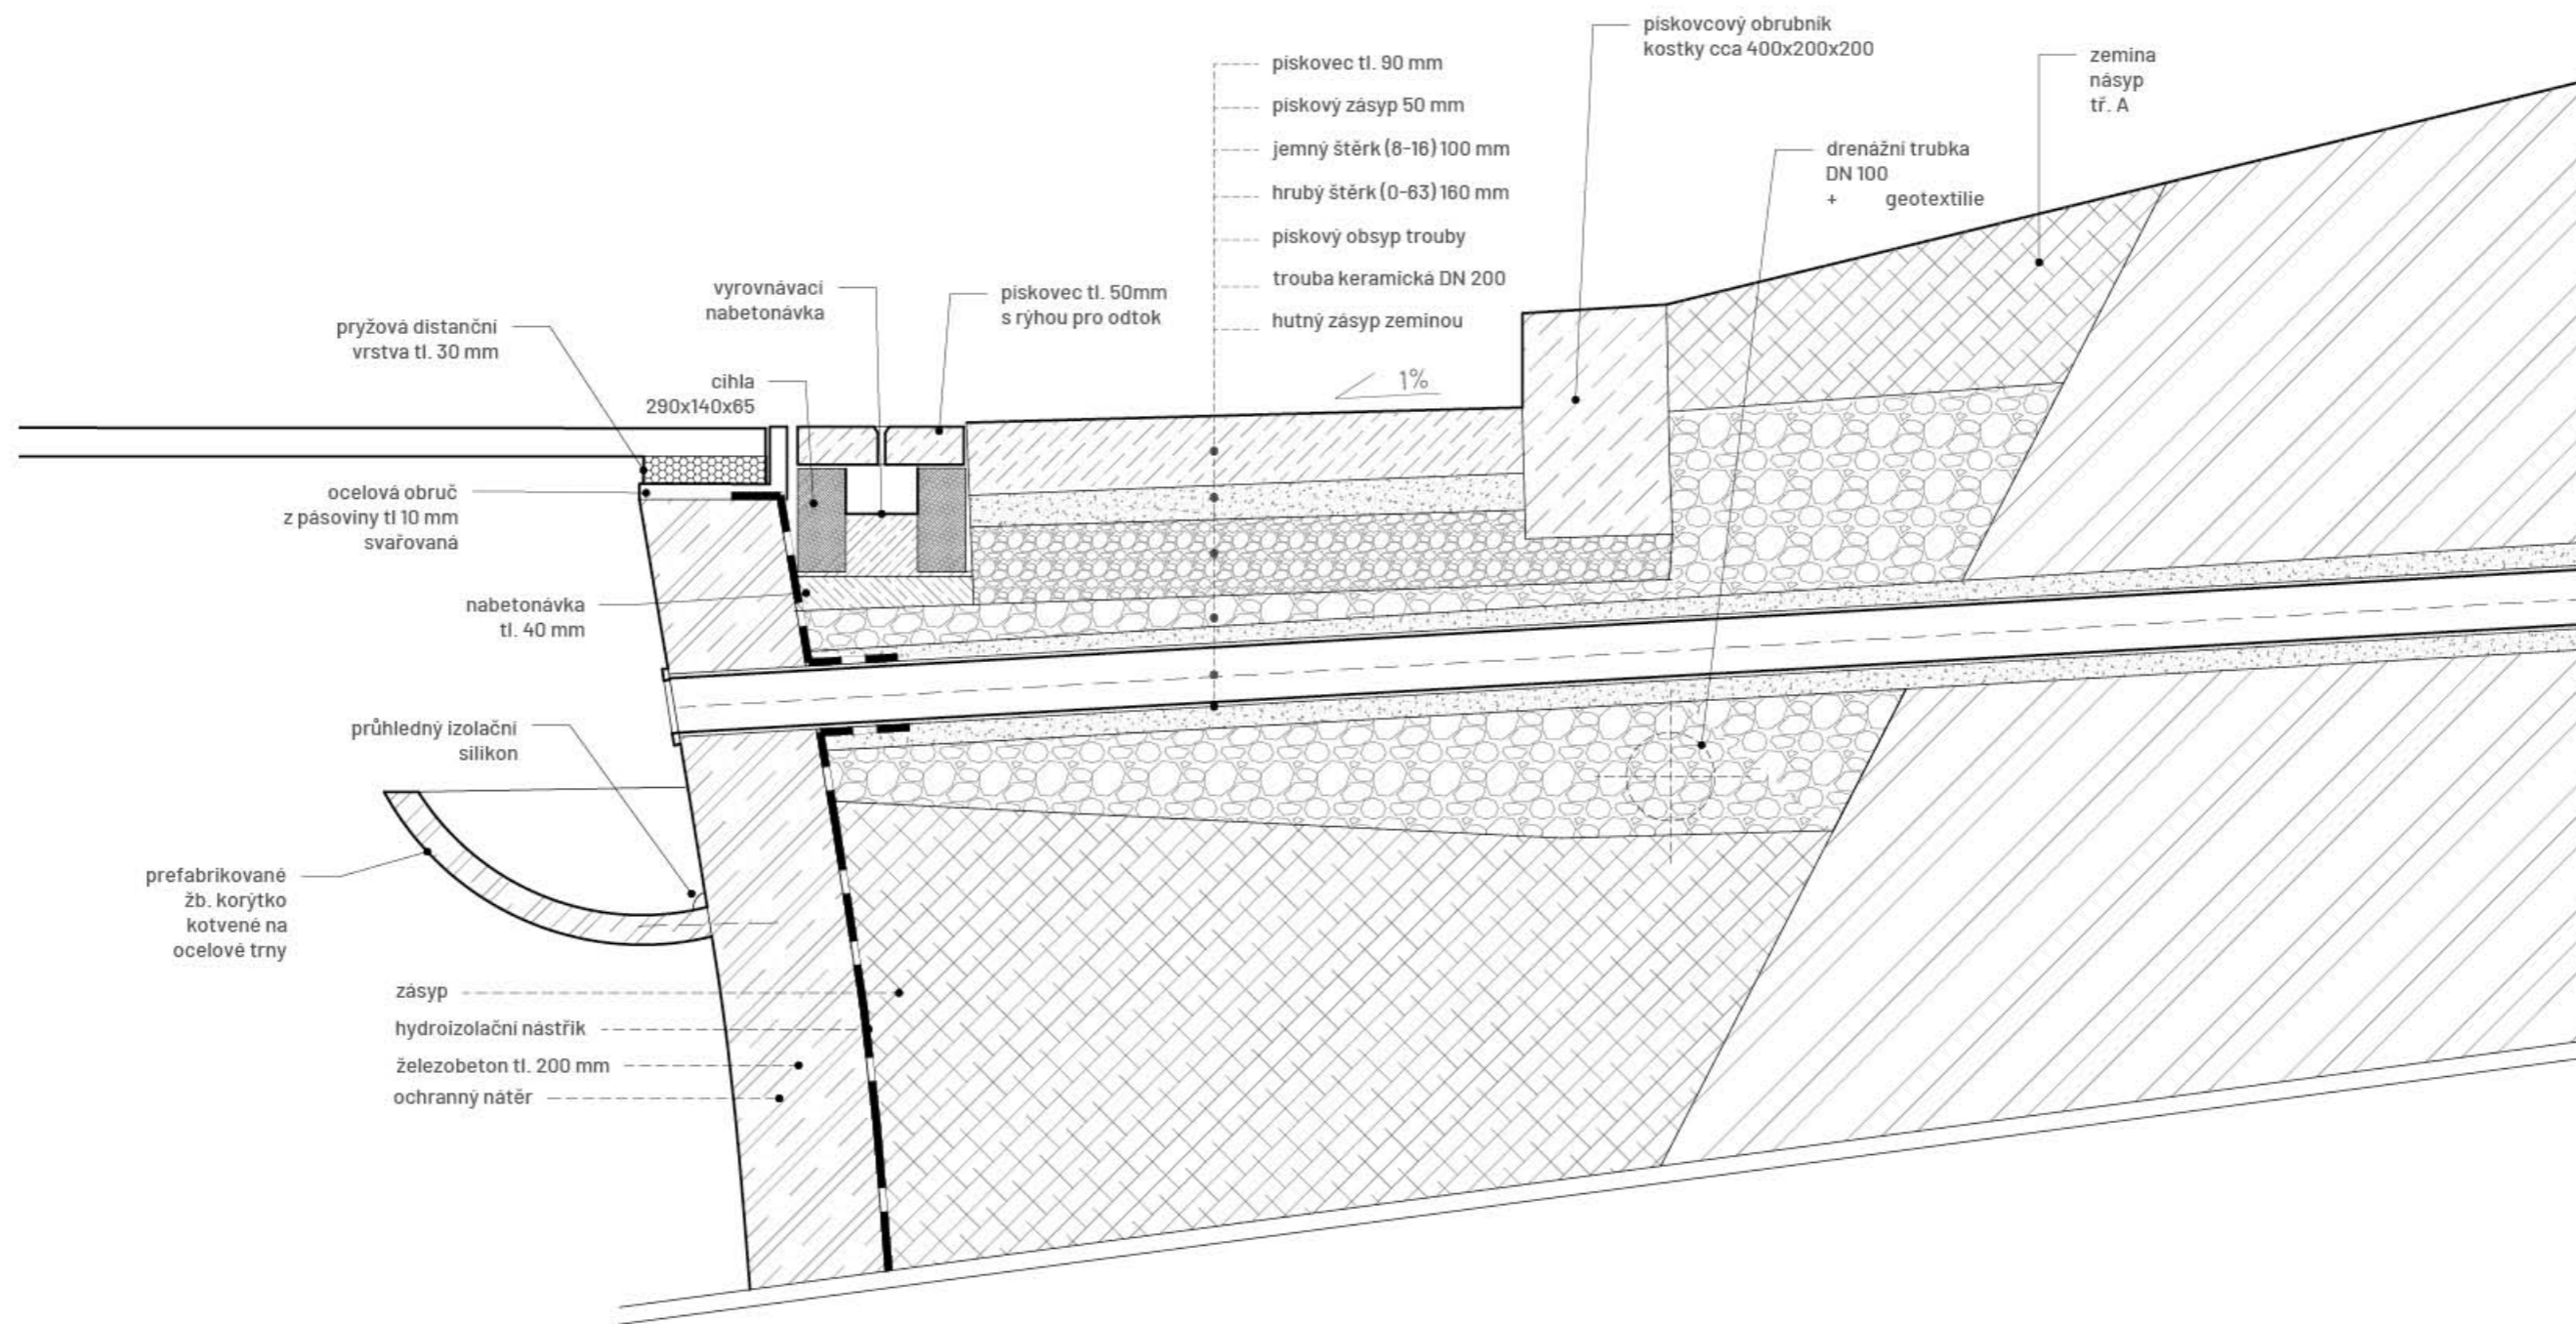 pískovcový obrubník
kostky cca 400x200x200
zemina
násyp
tř. A
pískovec tl. 90 mm
pískový zásyp 50 mm
jemný štěrk (8-16) 100 mm
hrubý štěrk (0-63) 160 mm
pískový obsyp trouby
trouba keramická DN 200
hutný zásyp zeminou
drenážní trubka
DN 100
+ geotextilie
vyrovnávací
nabetonávka
pískovec tl. 50mm
s rýhou pro odtok
pryžová distanční
vrstva tl. 30 mm
cihla
290x140x65
1%
ocelová obruč
z pásoviny tl 10 mm
svařovaná
nabetonávka
tl. 40 mm
průhledný izolační
silikon
prefabrikované
žb. korýtko
kotvené na
ocelové trny
zásyp
hydroizolační nástřik
železobeton tl. 200 mm
ochranný nátěr